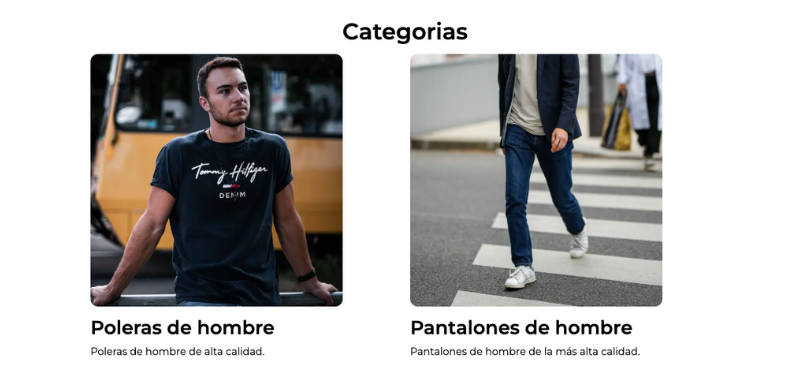 Categorias
Tommy Hilfiger
DENIM
Poleras de hombre
Pantalones de hombre
Poleras de hombre de alta calidad.
Pantalones de hombre de la más alta calidad.